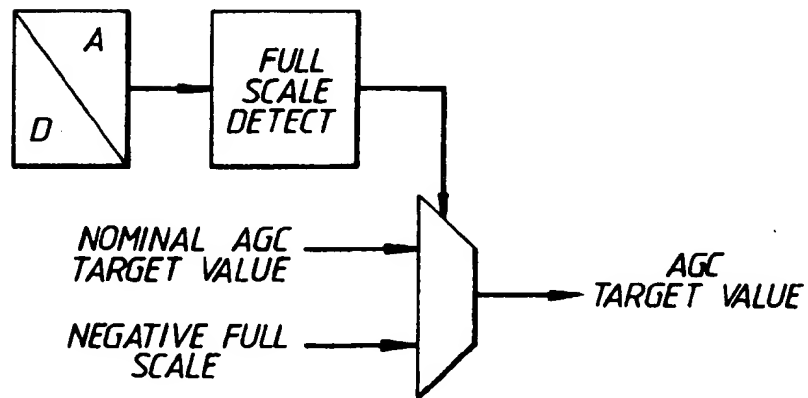 A
D
FULL
SCALE
DETECT
NOMINAL AGC
TARGET VALUE
AGC
TARGET VALUE
NEGATIVE FULL
SCALE